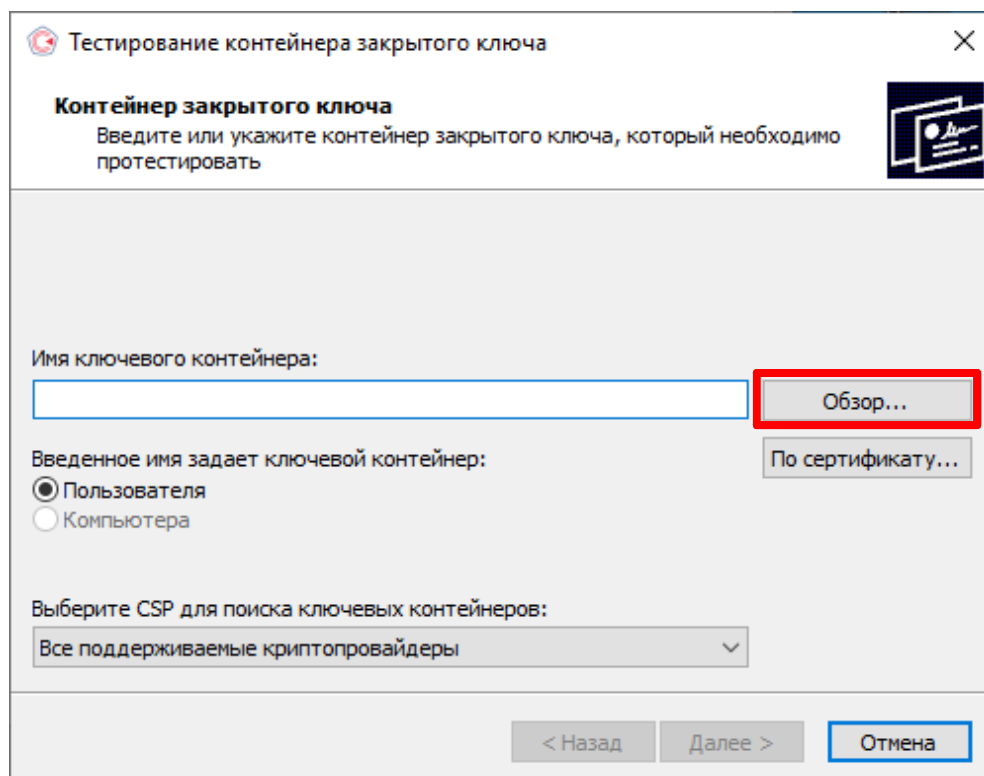 Тестирование контейнера закрытого ключа
Контейнер закрытого ключа
Введите или укажите контейнер закрытого ключа, который необходимо
протестировать
Имя ключевого контейнера:
Обзор...
Введенное имя задает ключевой контейнер:
По сертификату...
Пользователя
Компьютера
Выберите CSP для поиска ключевых контейнеров:
Все поддерживаемые криптопровайдеры
< Назад
Далее >
Отмена